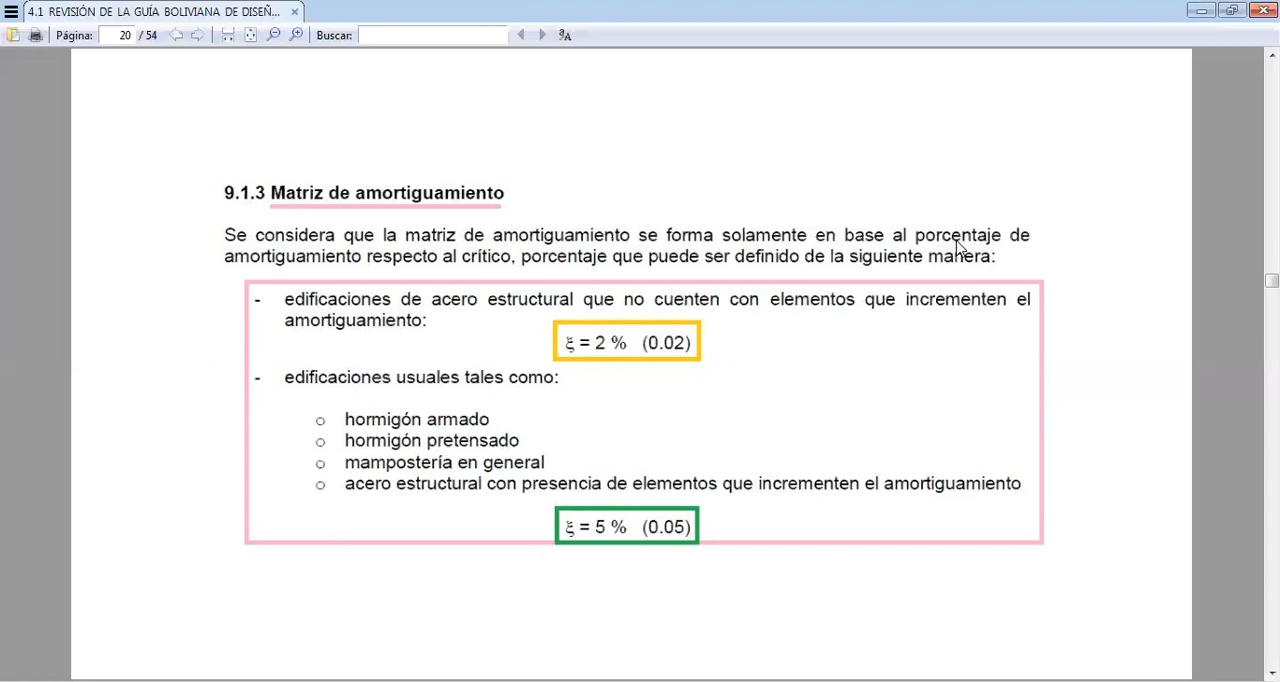 4.1 REVISIÓN DE LA GUÍA BOLIVIANA DE DISEÑ...
Página: 20 / 54 Buscar:
9.1.3 Matriz de amortiguamiento
Se considera que la matriz de amortiguamiento se forma solamente en base al porcentaje de
amortiguamiento respecto al crítico, porcentaje que puede ser definido de la siguiente manera:
- edificaciones de acero estructural que no cuenten con elementos que incrementen el
amortiguamiento:
ξ = 2 % (0.02)
- edificaciones usuales tales como:
o hormigón armado
o hormigón pretensado
o mampostería en general
o acero estructural con presencia de elementos que incrementen el amortiguamiento
ξ = 5 % (0.05)